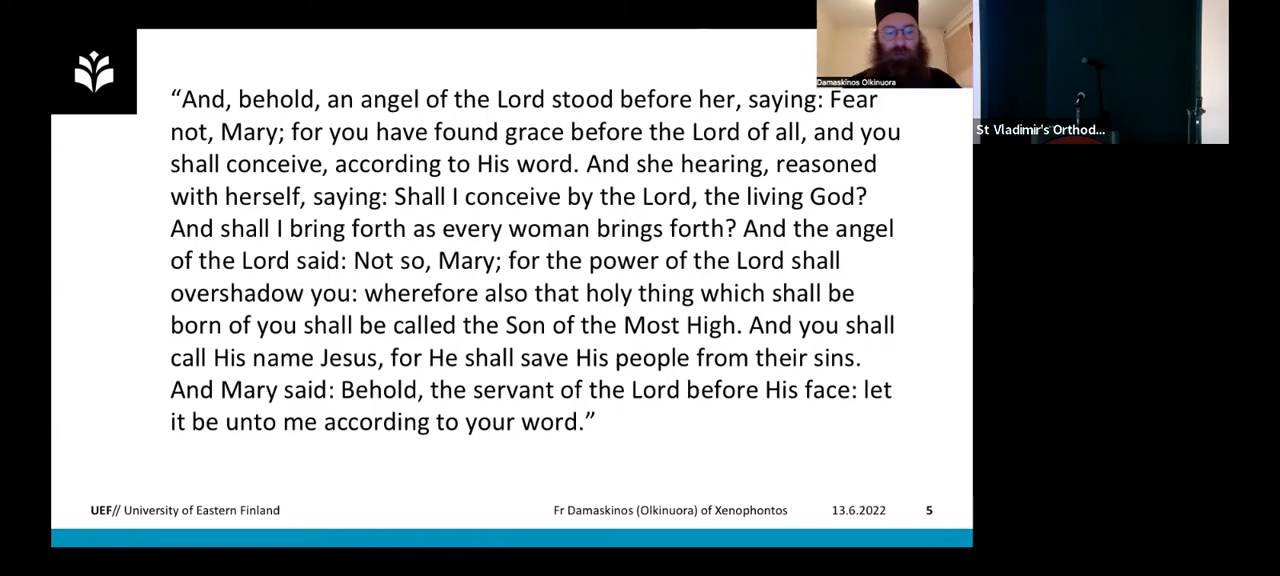 “And, behold, an angel of the Lord stood before her, saying: Fear
not, Mary; for you have found grace before the Lord of all, and you
shall conceive, according to His word. And she hearing, reasoned
with herself, saying: Shall I conceive by the Lord, the living God?
And shall I bring forth as every woman brings forth? And the angel
of the Lord said: Not so, Mary; for the power of the Lord shall
overshadow you: wherefore also that holy thing which shall be
born of you shall be called the Son of the Most High. And you shall
call His name Jesus, for He shall save His people from their sins.
And Mary said: Behold, the servant of the Lord before His face: let
it be unto me according to your word.”
UEF// University of Eastern Finland
Fr Damaskinos (Olkinuora) of Xenophontos
13.6.2022
5
Damaskinos Olkinuora
St Vladimir's Orthod...